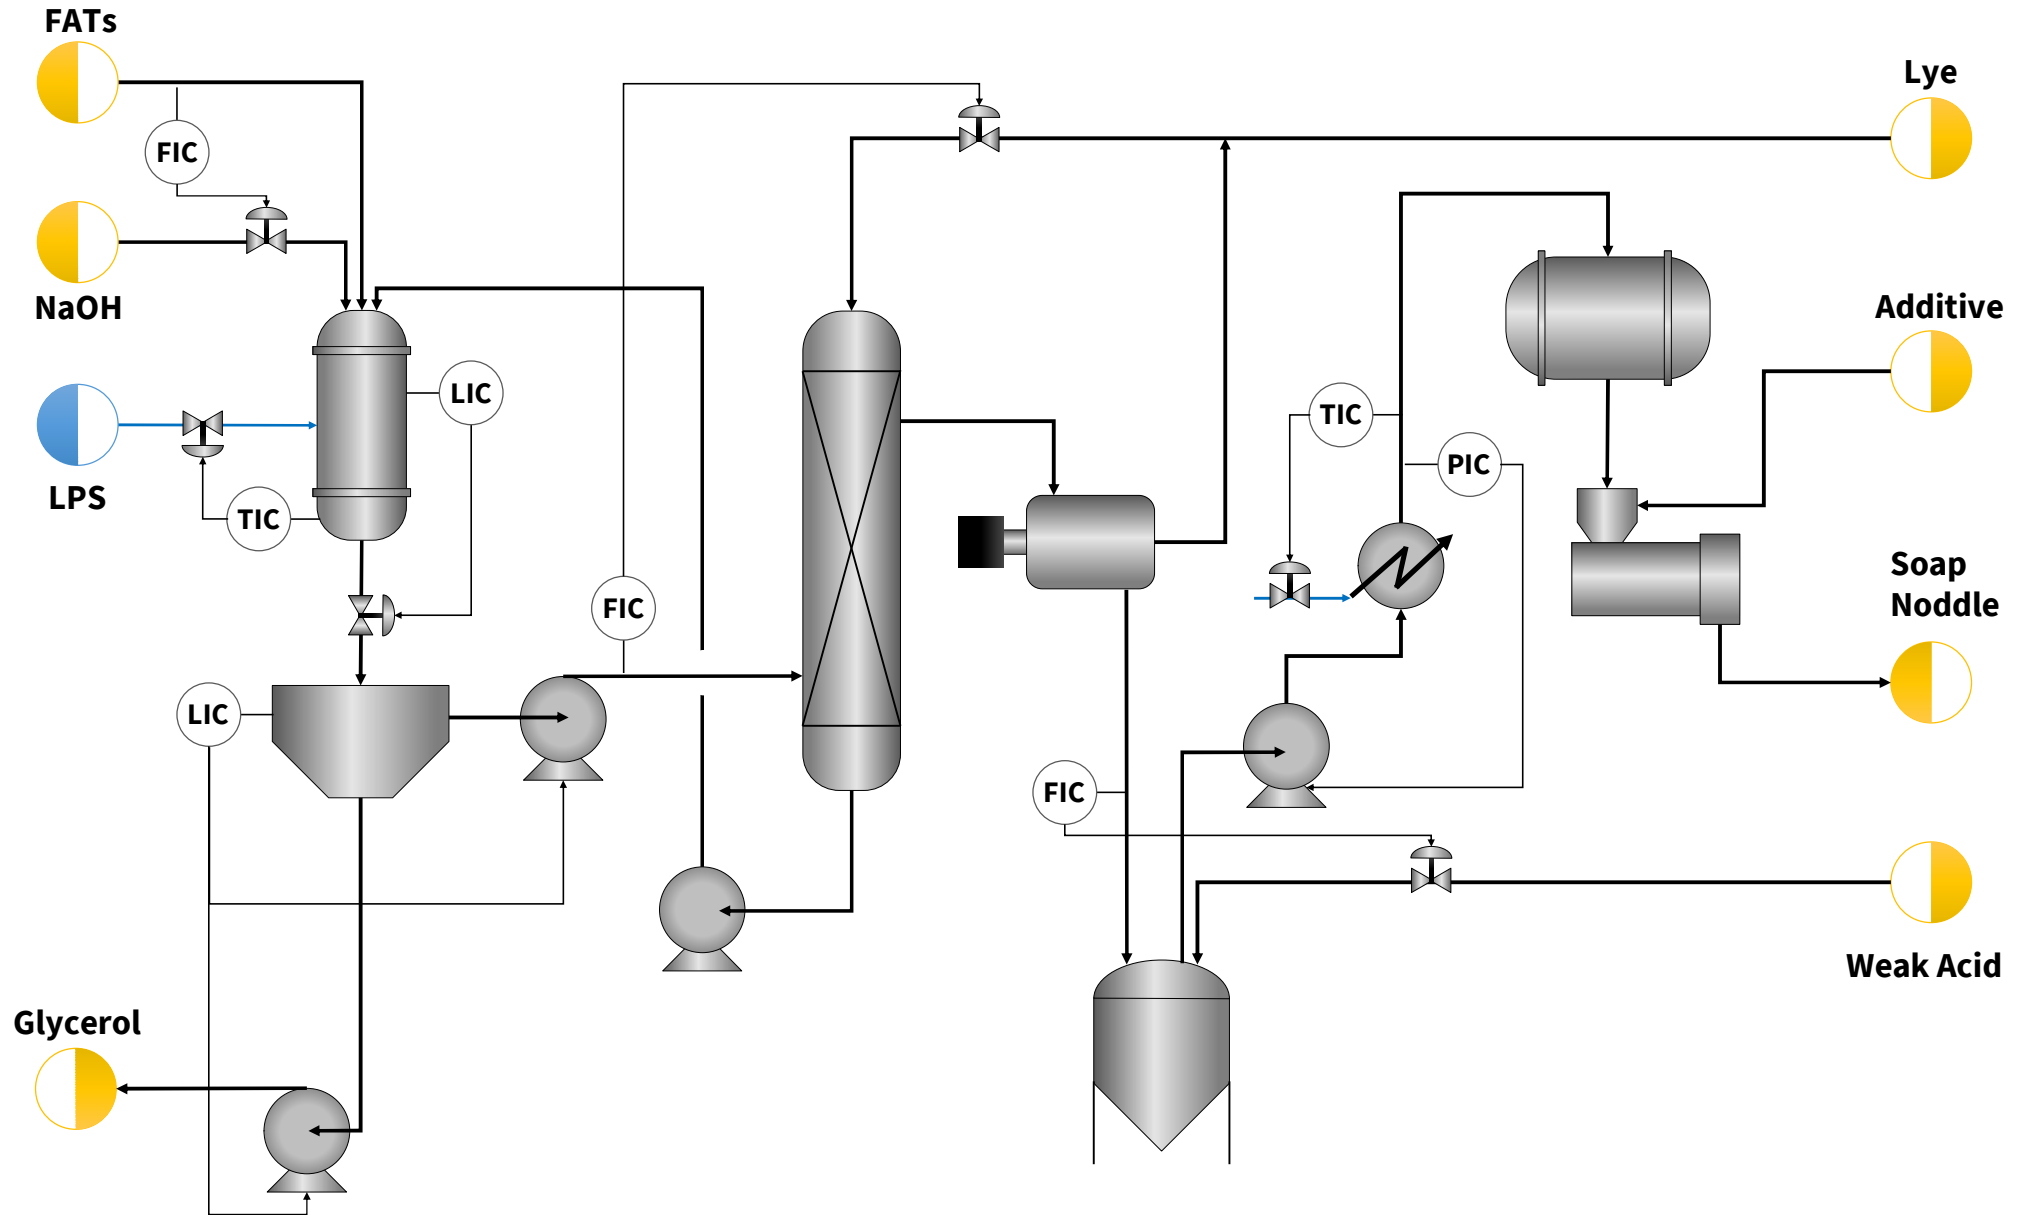 FATs
FIC
NaOH
LPS
TIC
LIC
LIC
FIC
Glycerol
FIC
TIC
PIC
Lye
Additive
Soap
Noddle
Weak Acid